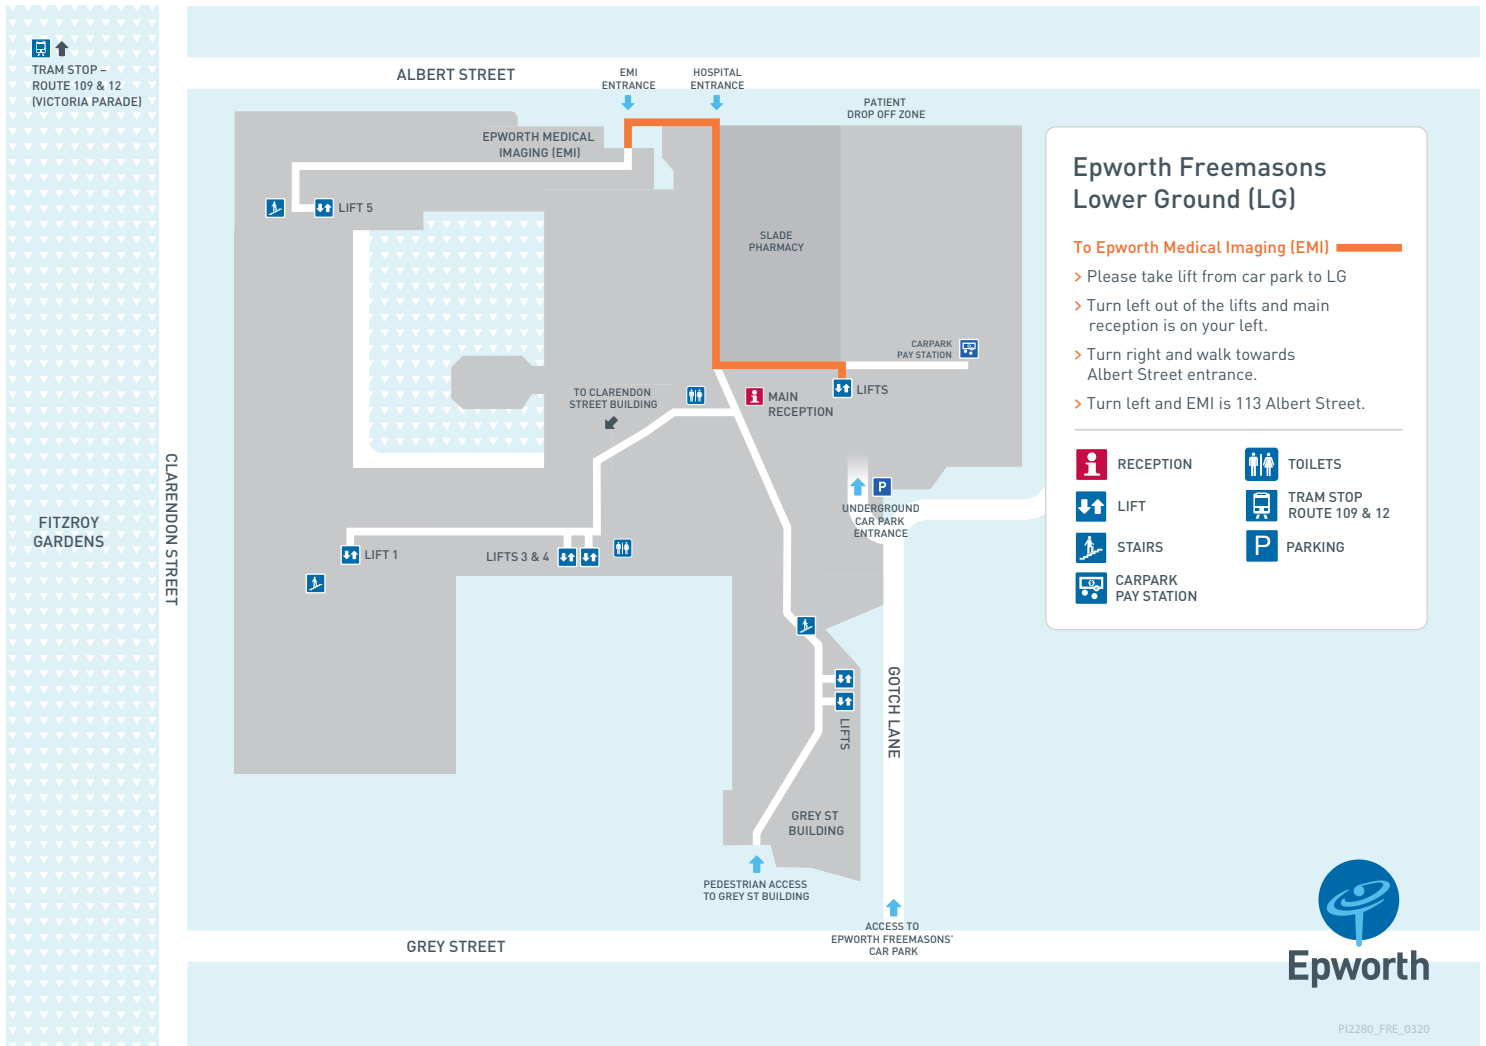 TRAM STOP –
ROUTE 109 & 12
(VICTORIA PARADE)
ALBERT STREET
EMI
ENTRANCE
HOSPITAL
ENTRANCE
PATIENT
DROP OFF ZONE
EPWORTH MEDICAL
IMAGING (EMI)
LIFT 5
SLADE
PHARMACY
CARPARK
PAY STATION
LIFTS
MAIN
RECEPTION
TO CLARENDON
STREET BUILDING
P
UNDERGROUND
CAR PARK
ENTRANCE
LIFT 1
LIFTS 3 & 4
CLARENDON STREET
FITZROY
GARDENS
LIFTS
GOTCH LANE
GREY ST
BUILDING
PEDESTRIAN ACCESS
TO GREY ST BUILDING
ACCESS TO
EPWORTH FREEMASONS'
CAR PARK
GREY STREET
Epworth Freemasons
Lower Ground (LG)
To Epworth Medical Imaging (EMI)
> Please take lift from car park to LG
> Turn left out of the lifts and main
reception is on your left.
> Turn right and walk towards
Albert Street entrance.
> Turn left and EMI is 113 Albert Street.
RECEPTION
LIFT
STAIRS
CARPARK
PAY STATION
TOILETS
TRAM STOP
ROUTE 109 & 12
P PARKING
Epworth
PI2280_FRE_0320